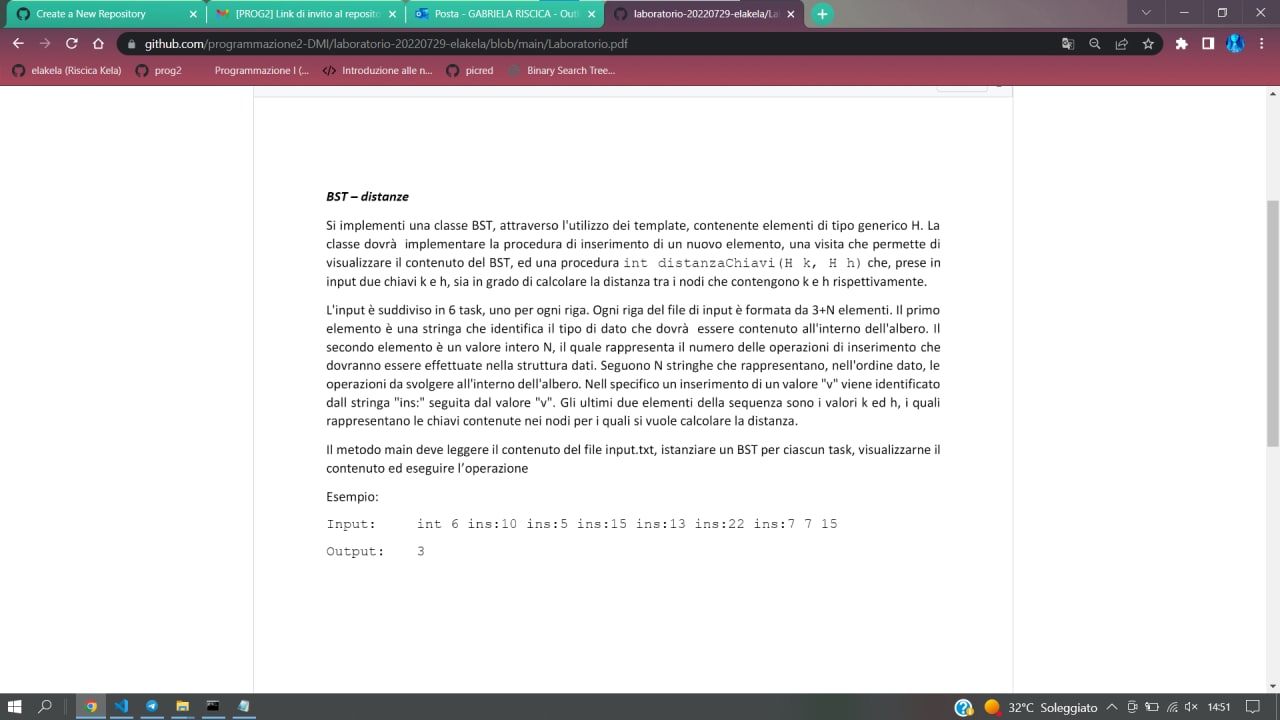 Create a New Repository
[PROG2] Link di invito al reposito
Posta - GABRIELA RISCICA - Outl
laboratorio-20220729-elakela/La
github.com/programmazione2-DMI/laboratorio-20220729-elakela/blob/main/Laboratorio.pdf
elakela (Riscica Kela)
prog2
Programmazione I (...
Introduzione alle n...
picred
Binary Search Tree...
BST – distanze
Si implementi una classe BST, attraverso l'utilizzo dei template, contenente elementi di tipo generico H. La
classe dovrà implementare la procedura di inserimento di un nuovo elemento, una visita che permette di
visualizzare il contenuto del BST, ed una procedura int distanzaChiavi(H k, H h) che, prese in
input due chiavi k e h, sia in grado di calcolare la distanza tra i nodi che contengono k e h rispettivamente.
L'input è suddiviso in 6 task, uno per ogni riga. Ogni riga del file di input è formata da 3+N elementi. Il primo
elemento è una stringa che identifica il tipo di dato che dovrà essere contenuto all'interno dell'albero. Il
secondo elemento è un valore intero N, il quale rappresenta il numero delle operazioni di inserimento che
dovranno essere effettuate nella struttura dati. Seguono N stringhe che rappresentano, nell'ordine dato, le
operazioni da svolgere all'interno dell'albero. Nell specifico un inserimento di un valore "v" viene identificato
dall stringa "ins:" seguita dal valore "v". Gli ultimi due elementi della sequenza sono i valori k ed h, i quali
rappresentano le chiavi contenute nei nodi per i quali si vuole calcolare la distanza.
Il metodo main deve leggere il contenuto del file input.txt, istanziare un BST per ciascun task, visualizzarne il
contenuto ed eseguire l'operazione
Esempio:
Input: int 6 ins:10 ins:5 ins:15 ins:13 ins:22 ins:7 7 15
Output: 3
32°C Soleggiato
14:51